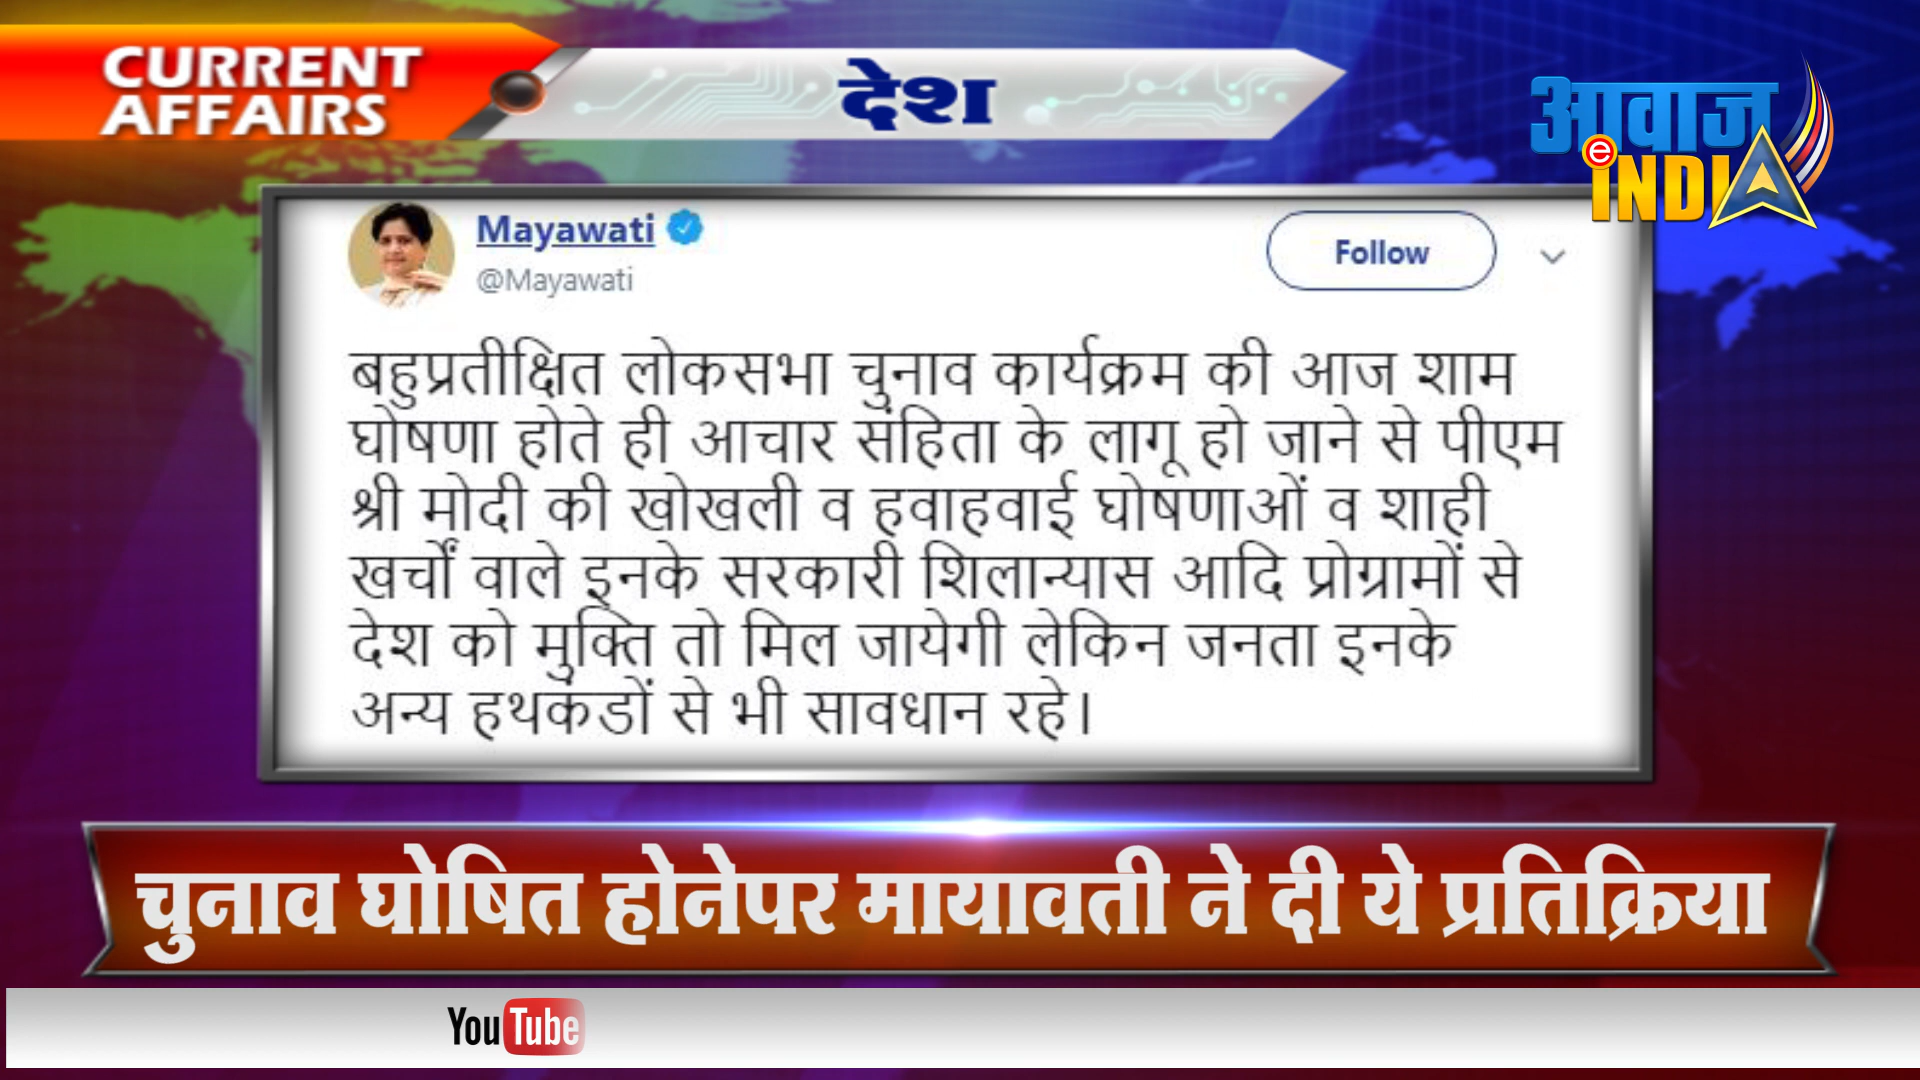 CURRENT
AFFAIRS
देश
आवाज
e INDIA
Mayawati
@Mayawati
Follow
बहुप्रतीक्षित लोकसभा चुनाव कार्यक्रम की आज शाम
घोषणा होते ही आचार संहिता के लागू हो जाने से पीएम
श्री मोदी की खोखली व हवाहवाई घोषणाओं व शाही
खर्चों वाले इनके सरकारी शिलान्यास आदि प्रोग्रामों से
देश को मुक्ति तो मिल जायेगी लेकिन जनता इनके
अन्य हथकंडों से भी सावधान रहे।
चुनाव घोषित होनेपर मायावती ने दी ये प्रतिक्रिया
YouTube